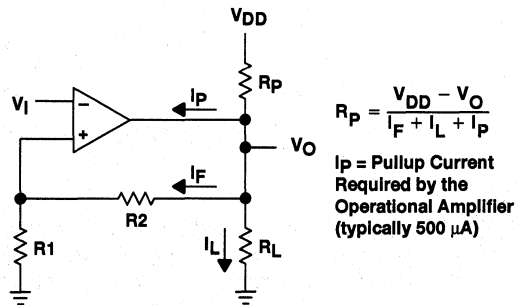 VDD
RP
IP
VI
−
+
VO
IF
R2
R1
IL
RL
RP = VDD − VO / IF + IL + IP
IP = Pullup Current
Required by the
Operational Amplifier
(typically 500 μA)